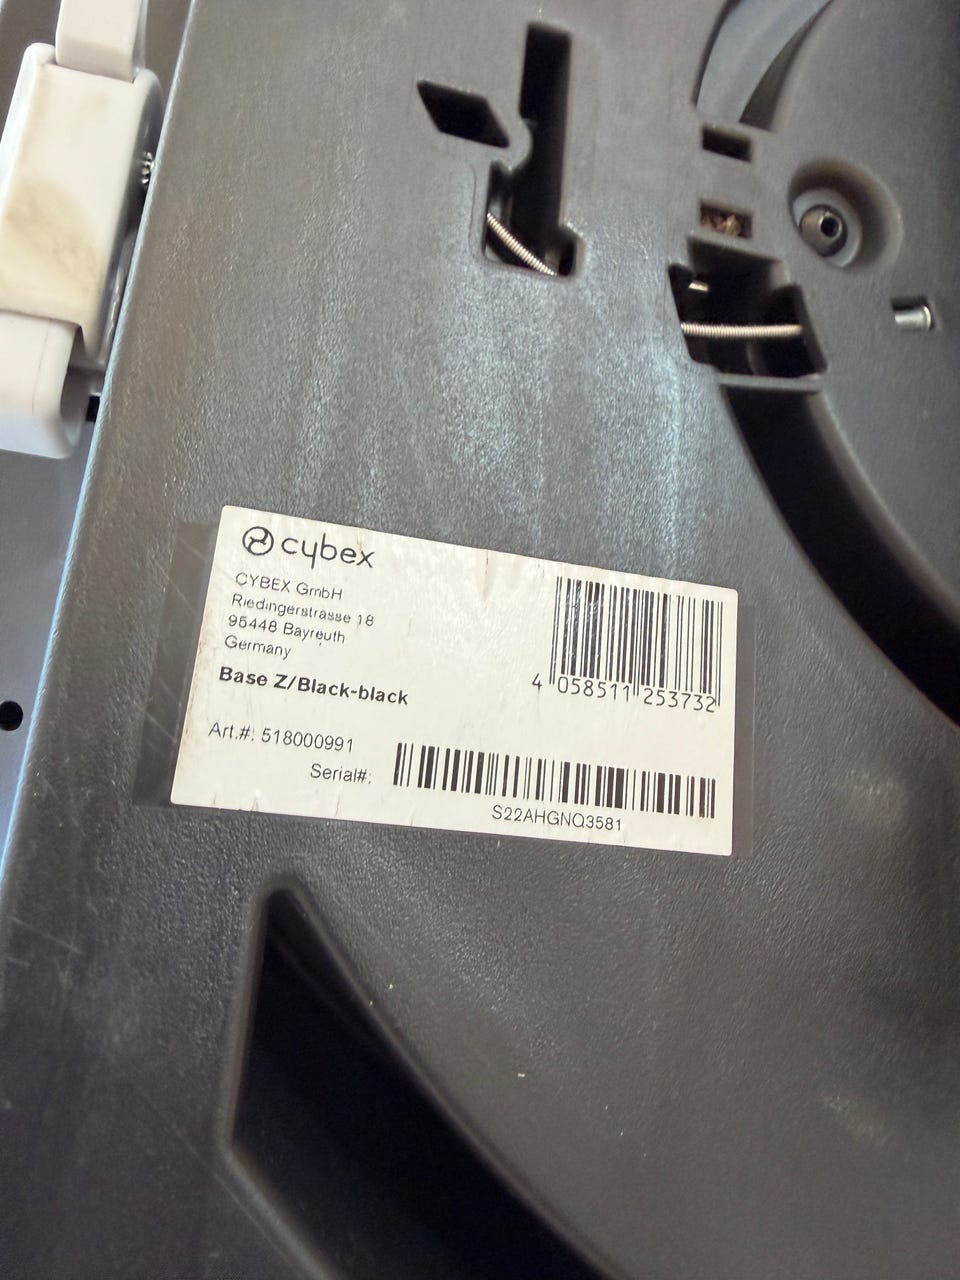 cybex
CYBEX GmbH
Riedingerstrasse 18
95448 Bayreuth
Germany
Base Z/Black-black
4 058511 253732
Art.#: 518000991
Serial#:
S22AHGNQ3581